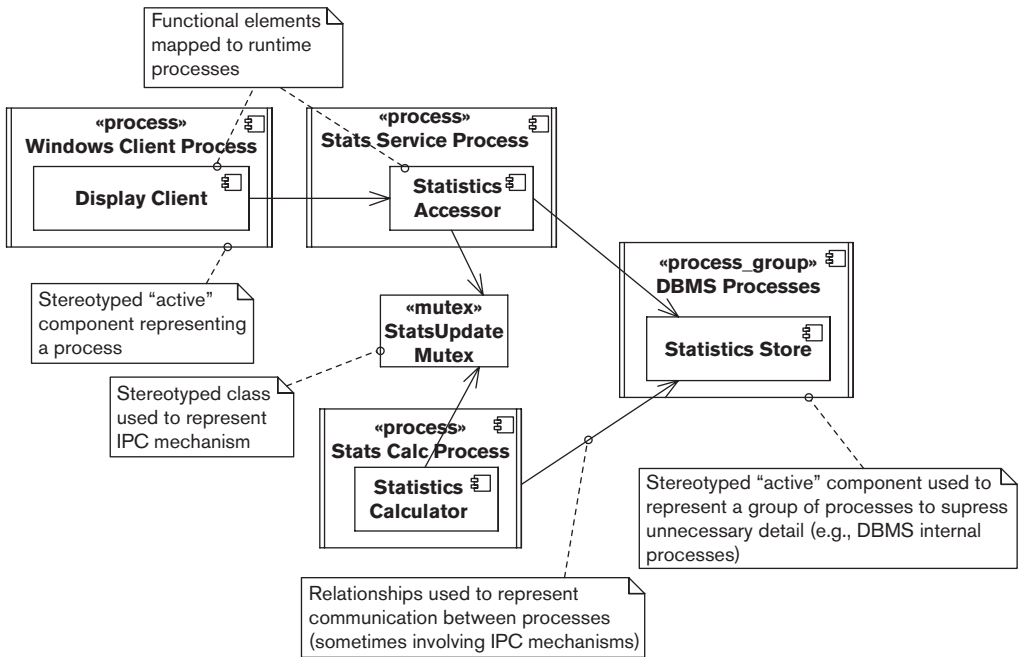 Functional elements
mapped to runtime
processes
«process»
Windows Client Process
Display Client
«process»
Stats Service Process
Statistics
Accessor
«process_group»
DBMS Processes
Statistics Store
Stereotyped “active”
component representing
a process
«mutex»
StatsUpdate
Mutex
Stereotyped class
used to represent
IPC mechanism
«process»
Stats Calc Process
Statistics
Calculator
Stereotyped “active” component used to
represent a group of processes to supress
unnecessary detail (e.g., DBMS internal
processes)
Relationships used to represent
communication between processes
(sometimes involving IPC mechanisms)